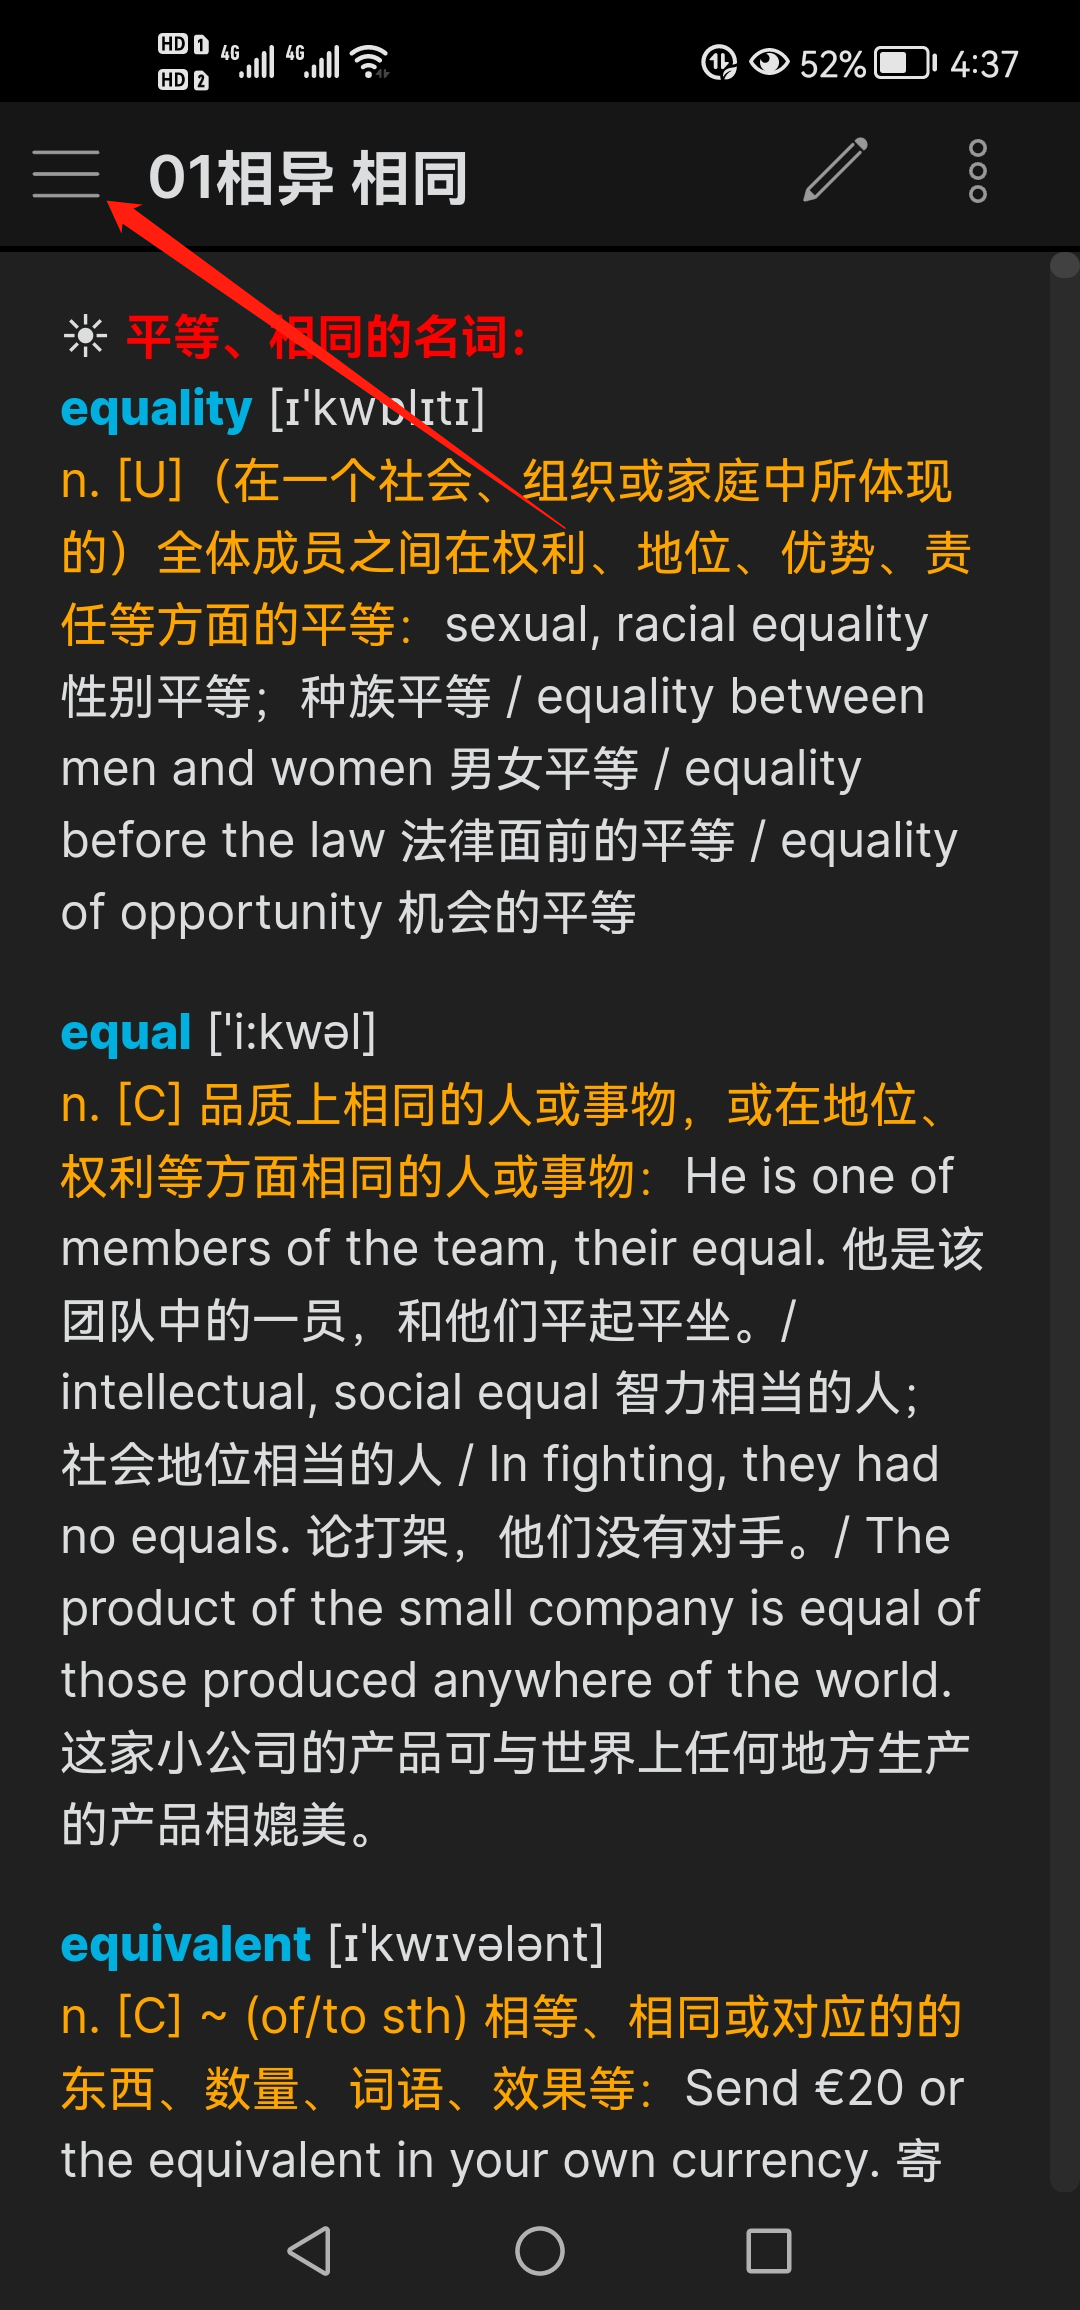 HD 1 4G 4G 52% 4:37
HD 2
01相异 相同
平等、相同的名词：
equality [ɪ'kwɒlɪtɪ]
n. [U]（在一个社会、组织或家庭中所体现
的）全体成员之间在权利、地位、优势、责
任等方面的平等：sexual, racial equality
性别平等；种族平等 / equality between
men and women 男女平等 / equality
before the law 法律面前的平等 / equality
of opportunity 机会的平等
equal ['i:kwəl]
n. [C] 品质上相同的人或事物，或在地位、
权利等方面相同的人或事物：He is one of
members of the team, their equal. 他是该
团队中的一员，和他们平起平坐。/
intellectual, social equal 智力相当的人；
社会地位相当的人 / In fighting, they had
no equals. 论打架，他们没有对手。/ The
product of the small company is equal of
those produced anywhere of the world.
这家小公司的产品可与世界上任何地方生产
的产品相媲美。
equivalent [ɪˈkwɪvələnt]
n. [C] ~ (of/to sth) 相等、相同或对应的的
东西、数量、词语、效果等：Send €20 or
the equivalent in your own currency. 寄